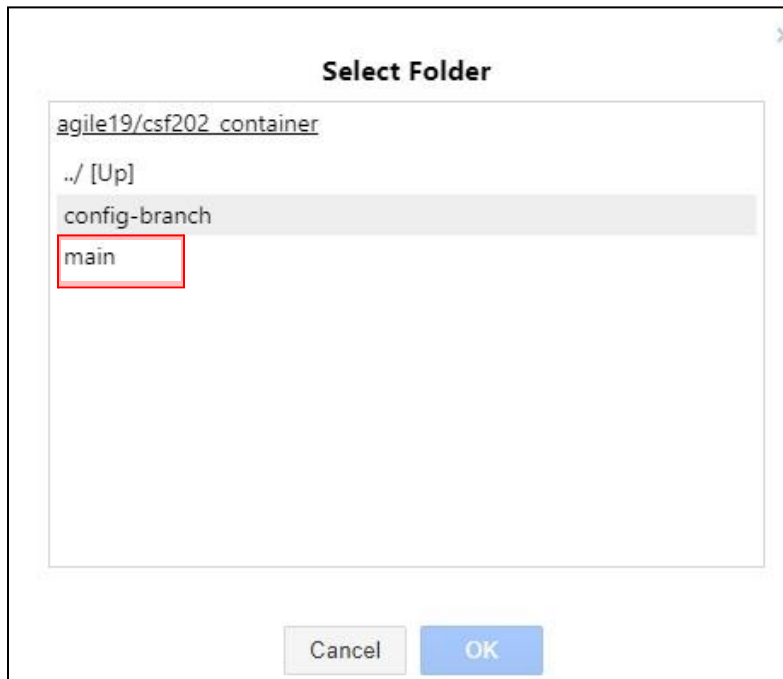 Select Folder
agile19/csf202_container
../ [Up]
config-branch
main
Cancel OK